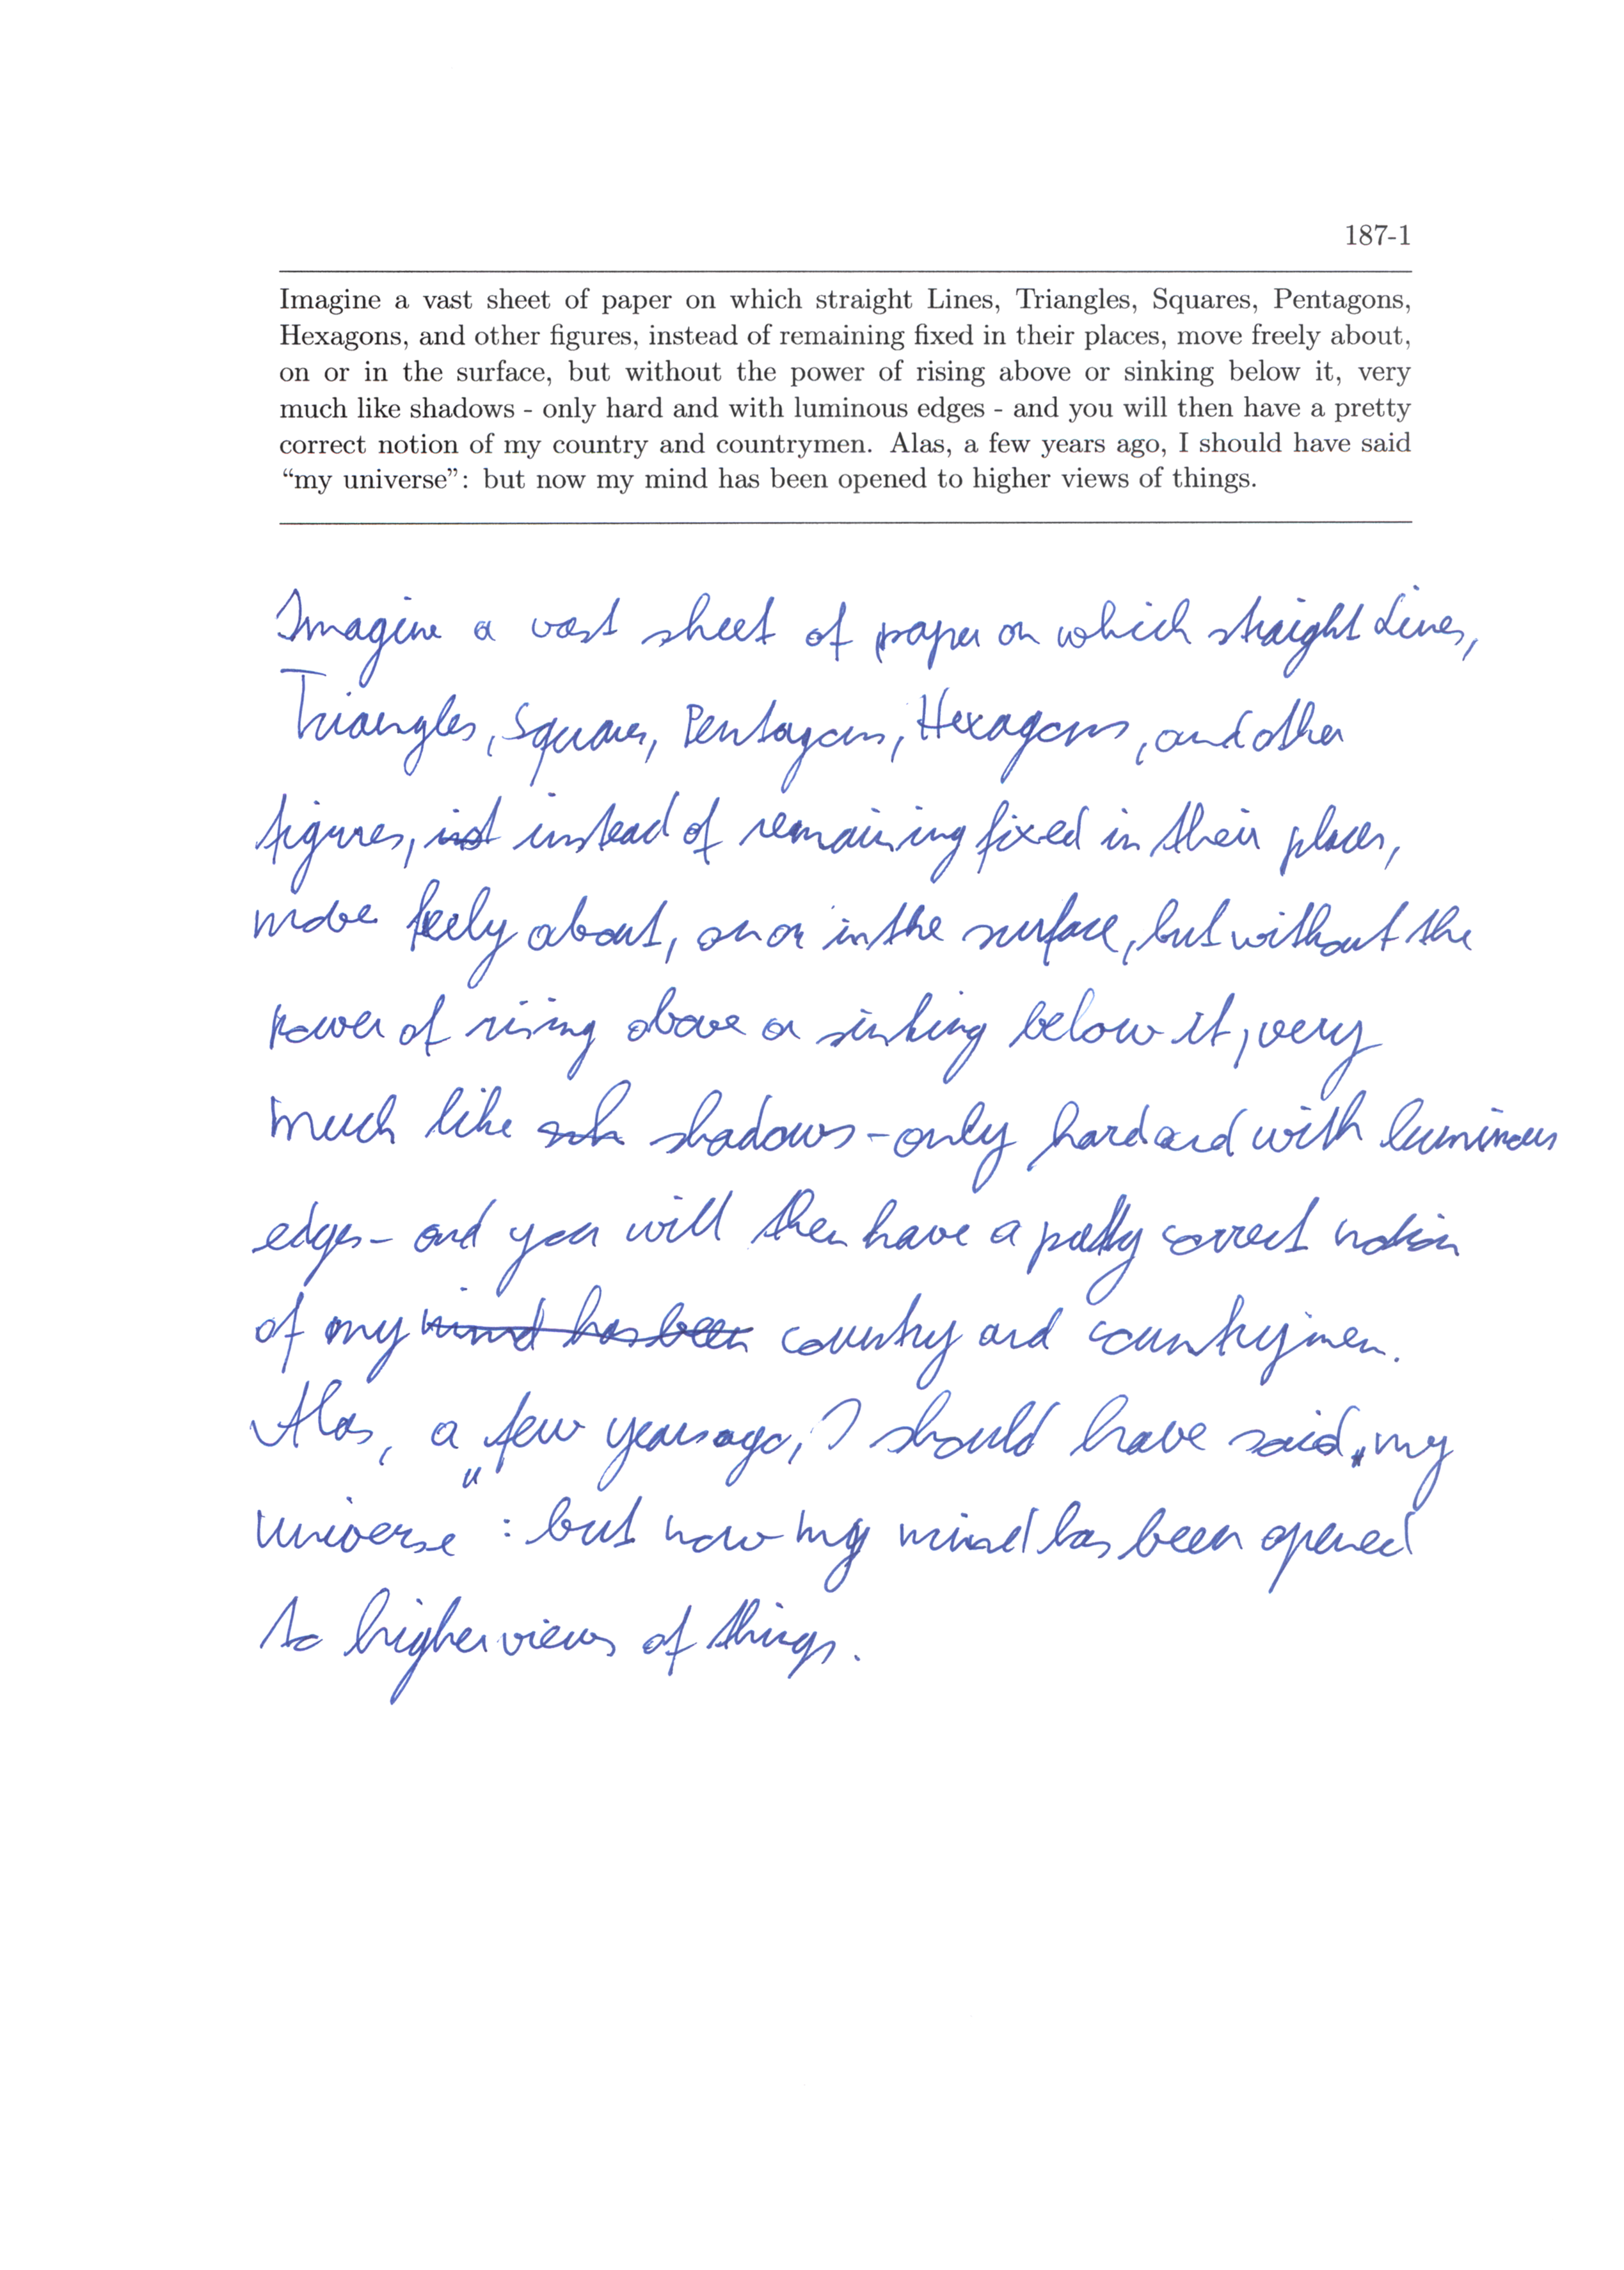 187-1
Imagine a vast sheet of paper on which straight Lines, Triangles, Squares, Pentagons,
Hexagons, and other figures, instead of remaining fixed in their places, move freely about,
on or in the surface, but without the power of rising above or sinking below it, very
much like shadows - only hard and with luminous edges - and you will then have a pretty
correct notion of my country and countrymen. Alas, a few years ago, I should have said
“my universe”: but now my mind has been opened to higher views of things.
Imagine a vast sheet of paper on which straight Lines,
Triangles, Squares, Pentagons, Hexagons, and other
figures, inst instead of remaining fixed in their places,
move feely about, on or in the surface, but without the
power of rising above or sinking below it, very
much like shadows - only hard and with luminous
edges - and you will then have a pretty correct notion
of my mind has been country and countrymen.
Alas, a few years ago, I should have said „my
universe“: but now my mind has been opened
to higher views of things.